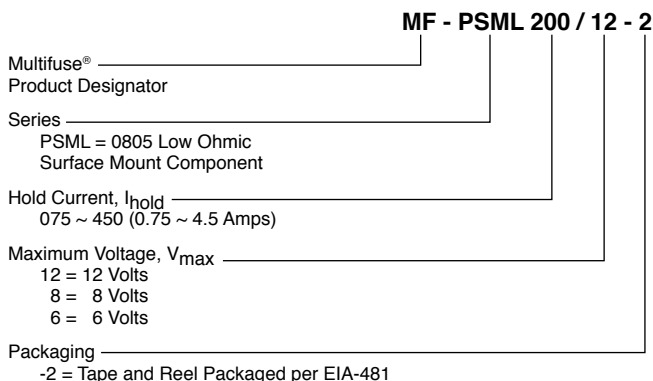 MF - PSML 200 / 12 - 2
Multifuse®
Product Designator
Series
PSML = 0805 Low Ohmic
Surface Mount Component
Hold Current, Ihold
075 ~ 450 (0.75 ~ 4.5 Amps)
Maximum Voltage, Vmax
12 = 12 Volts
8 = 8 Volts
6 = 6 Volts
Packaging
-2 = Tape and Reel Packaged per EIA-481